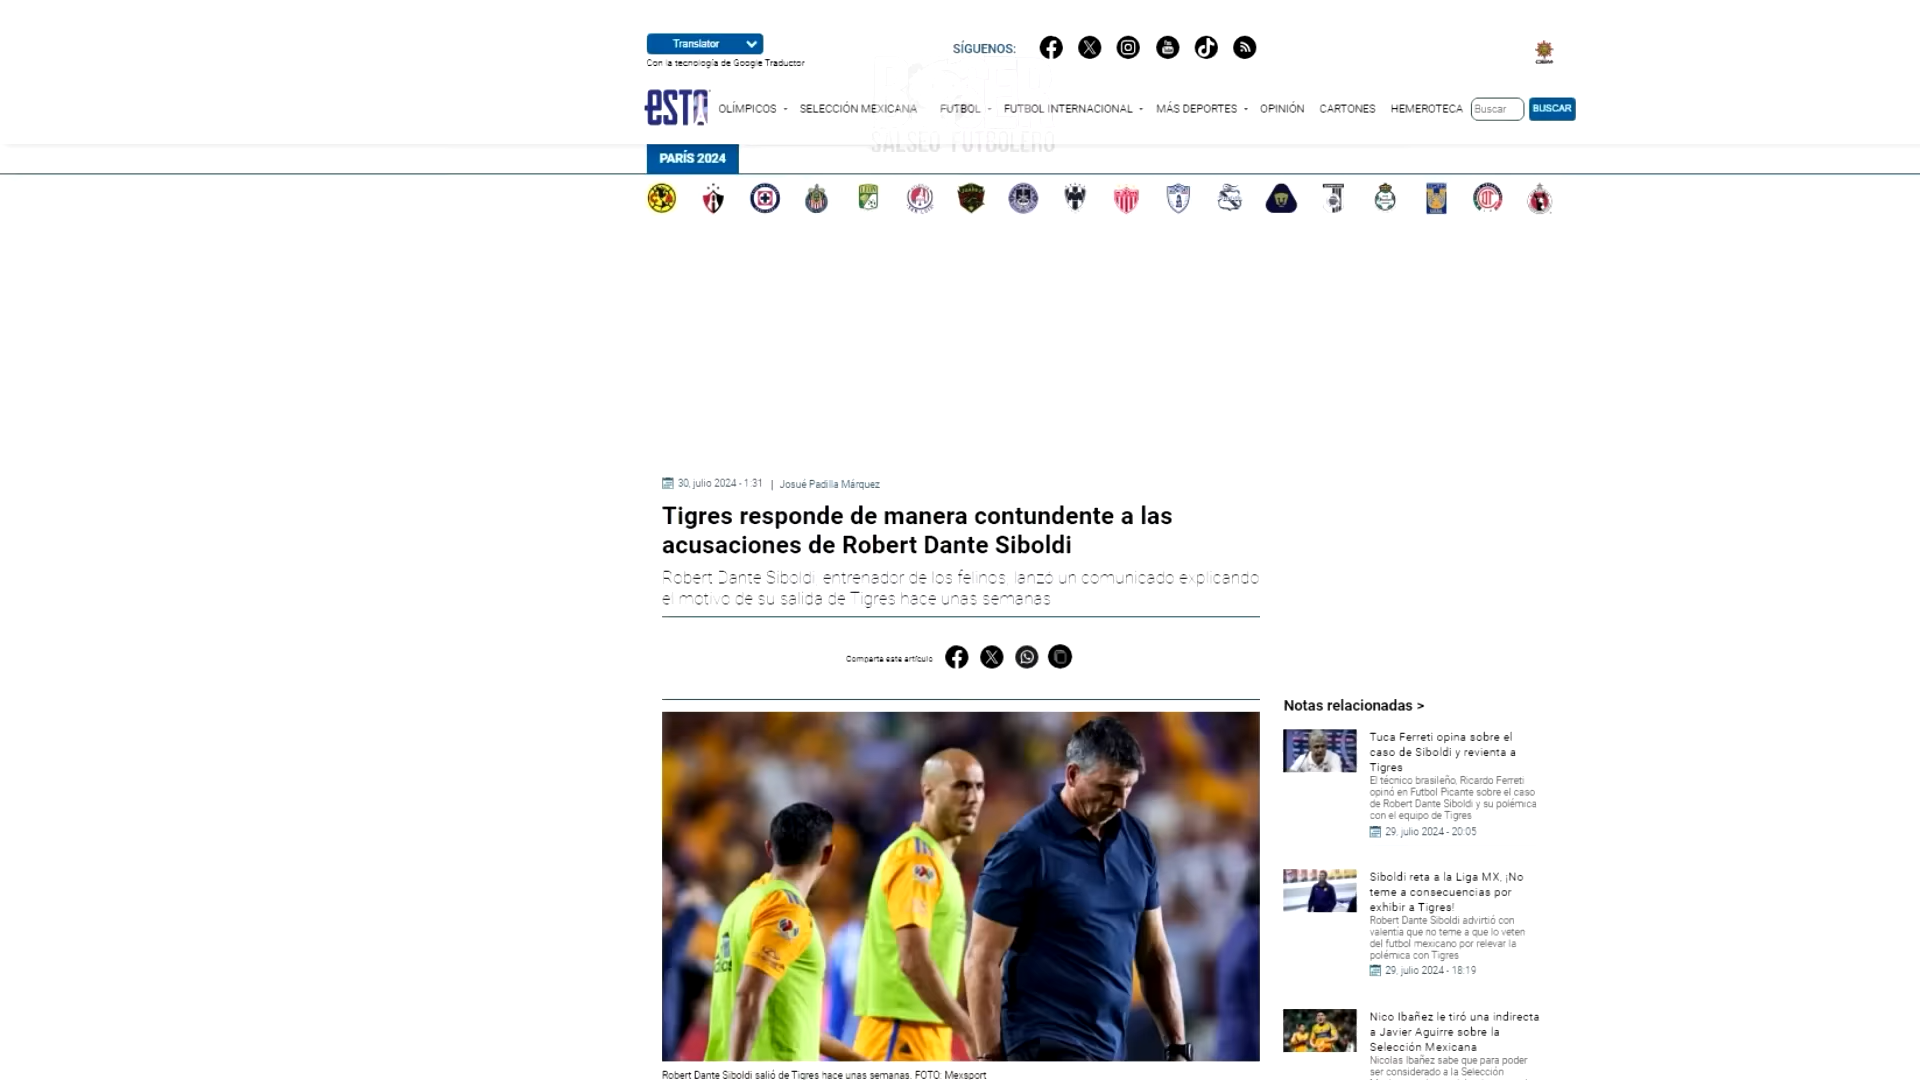 Translator
Con la tecnología de Google Traductor
SÍGUENOS:
OEM
esto
OLÍMPICOS
SELECCIÓN MEXICANA
FUTBOL
FUTBOL INTERNACIONAL
MÁS DEPORTES
OPINIÓN
CARTONES
HEMEROTECA
Buscar
BUSCAR
SALSEO FUTBOLERO
PARÍS 2024
30, julio 2024 - 1:31 | Josué Padilla Márquez
Tigres responde de manera contundente a las
acusaciones de Robert Dante Siboldi
Robert Dante Siboldi, entrenador de los felinos, lanzó un comunicado explicando
el motivo de su salida de Tigres hace unas semanas
Comparte este artículo
Robert Dante Siboldi salió de Tigres hace unas semanas. FOTO: Mexsport
Notas relacionadas >
Tuca Ferreti opina sobre el
caso de Siboldi y revienta a
Tigres
El técnico brasileño, Ricardo Ferreti
opinó en Futbol Picante sobre el caso
de Robert Dante Siboldi y su polémica
con el equipo de Tigres
29, julio 2024 - 20:05
Siboldi reta a la Liga MX, ¡No
teme a consecuencias por
exhibir a Tigres!
Robert Dante Siboldi advirtió con
valentía que no teme a que lo veten
del futbol mexicano por relevar la
polémica con Tigres
29, julio 2024 - 18:19
Nico Ibañez le tiró una indirecta
a Javier Aguirre sobre la
Selección Mexicana
Nicolas Ibañez sabe que para poder
ser considerado a la Selección